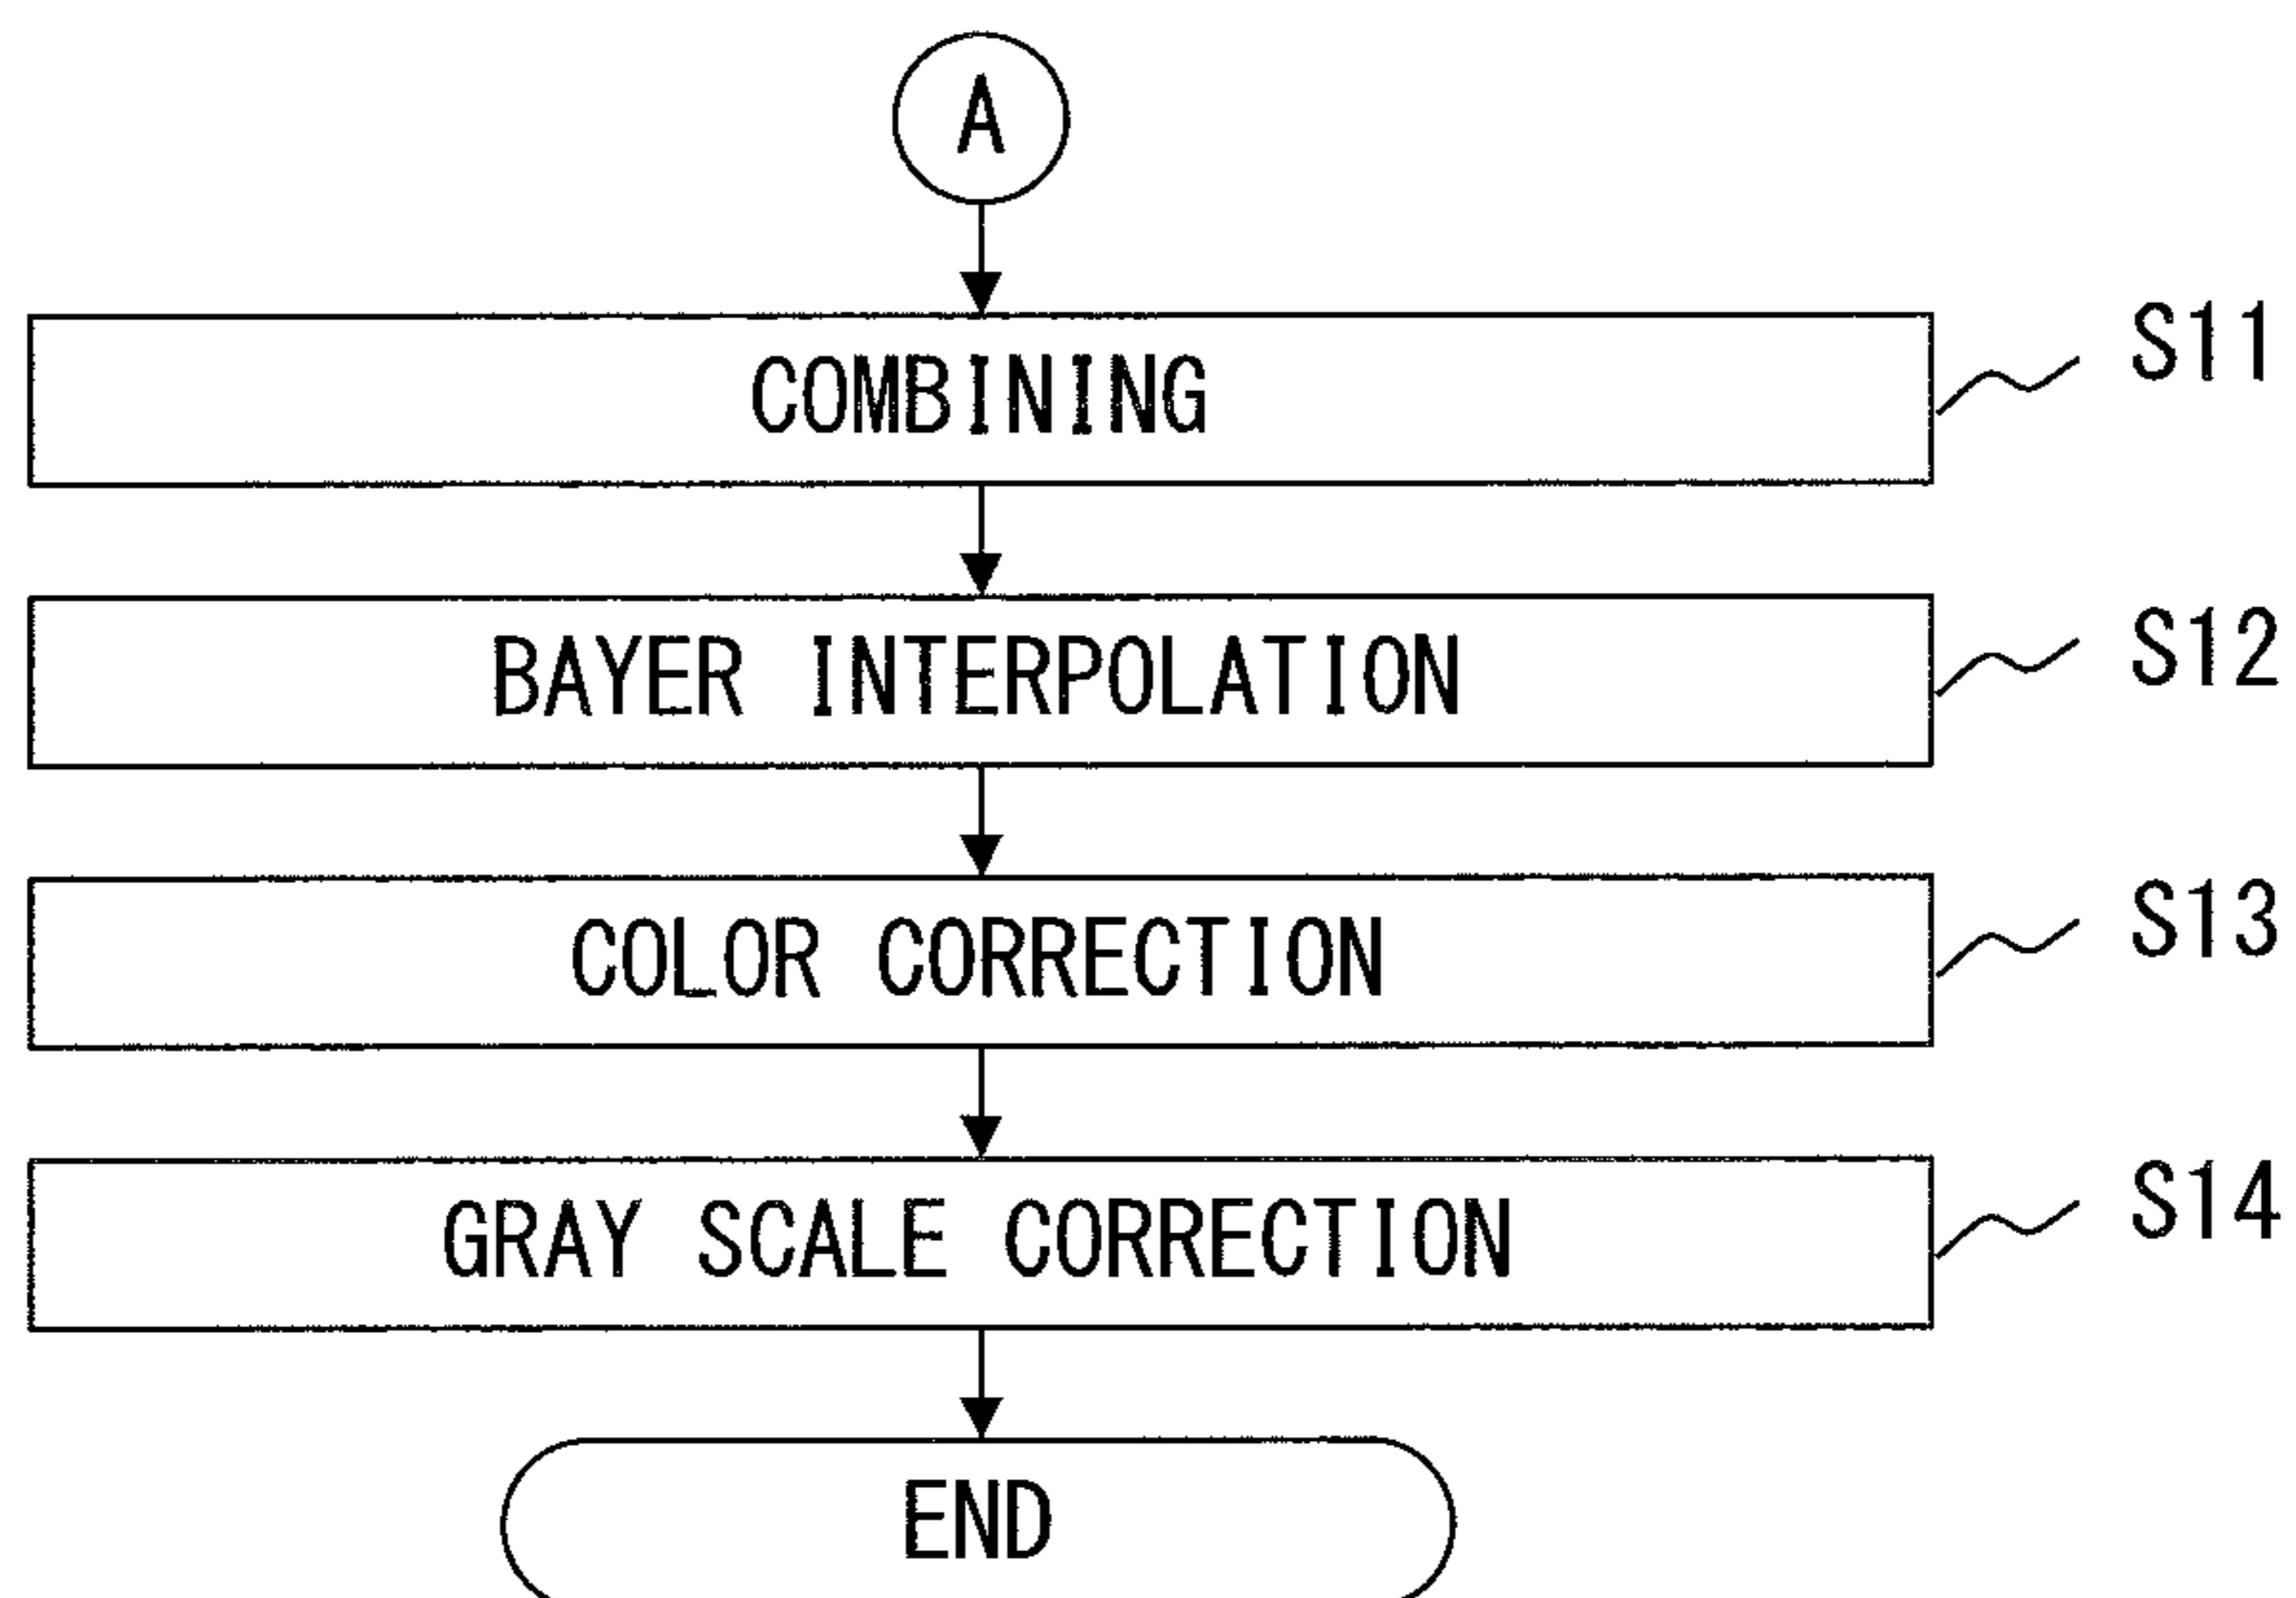 A
COMBINING S11
BAYER INTERPOLATION S12
COLOR CORRECTION S13
GRAY SCALE CORRECTION S14
END